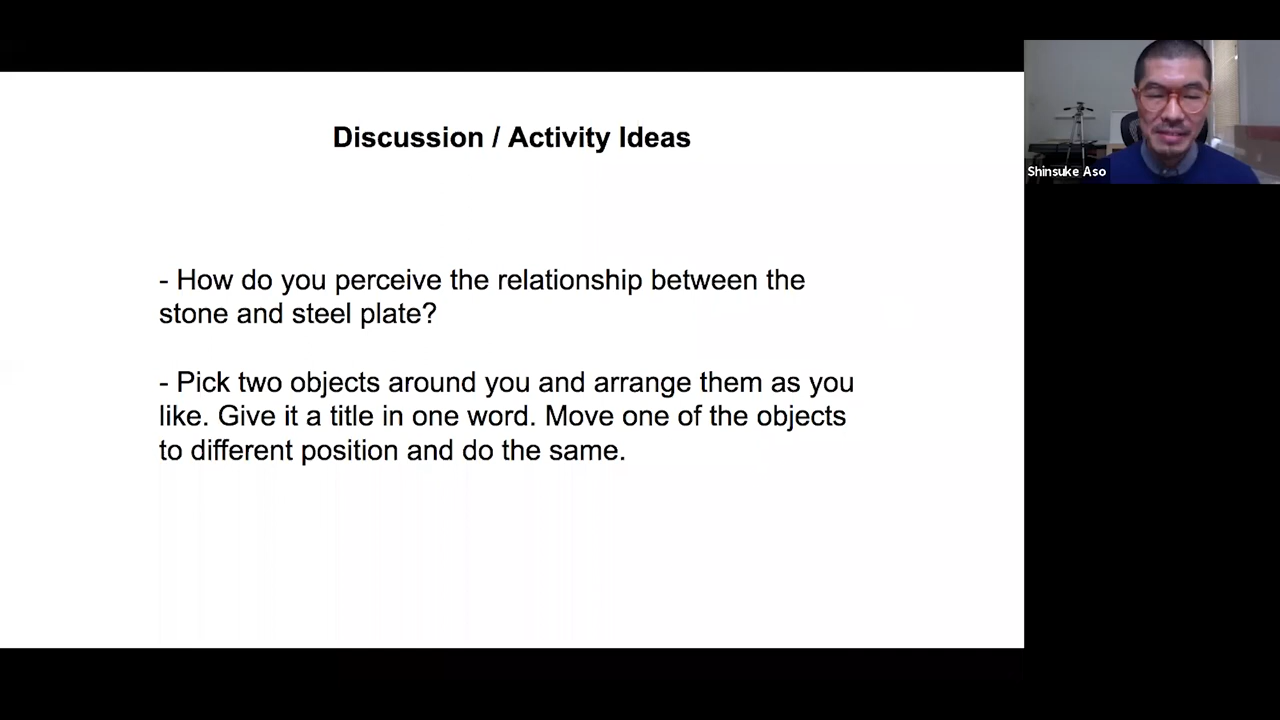 Discussion / Activity Ideas
Shinsuke Aso
- How do you perceive the relationship between the
stone and steel plate?
- Pick two objects around you and arrange them as you
like. Give it a title in one word. Move one of the objects
to different position and do the same.